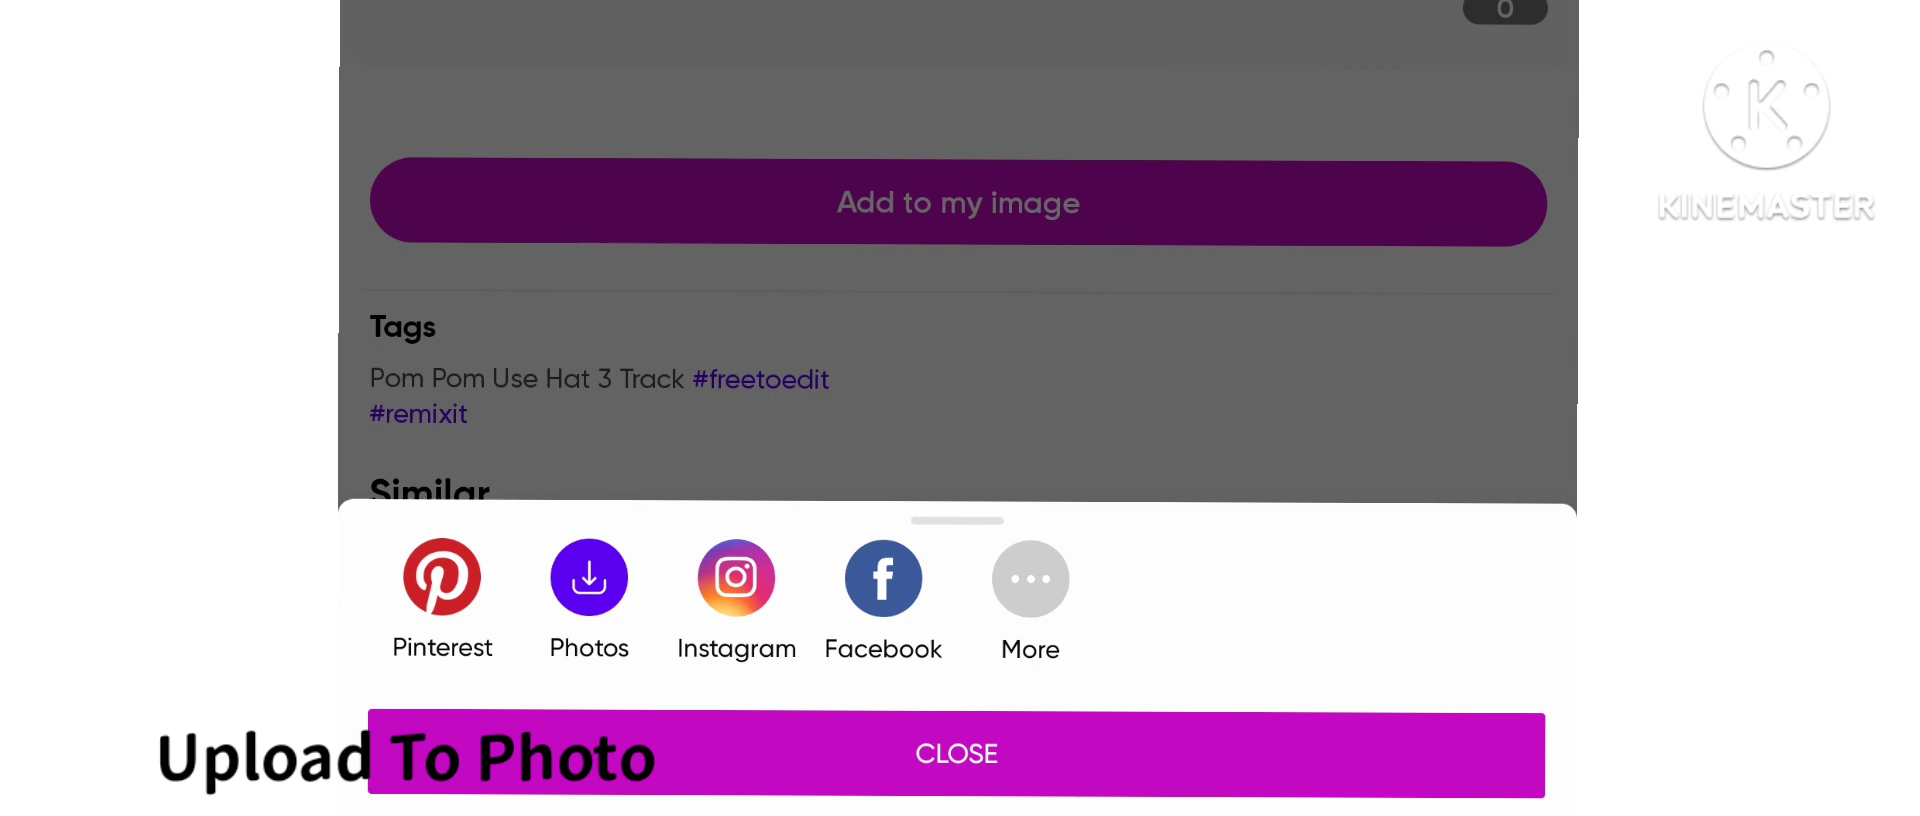 0
K
KINEMASTER
Add to my image
Tags
Pom Pom Use Hat 3 Track #freetoedit
#remixit
Similar
Pinterest
Photos
Instagram
Facebook
More
CLOSE
Upload To Photo